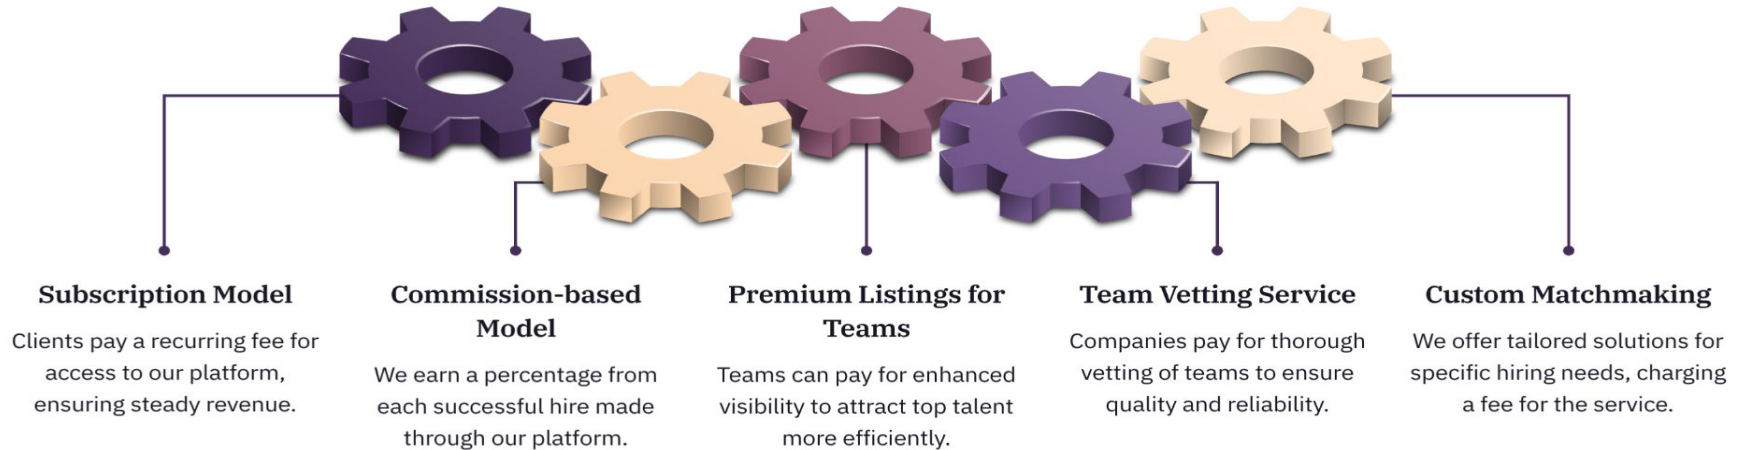 Subscription Model
Clients pay a recurring fee for
access to our platform,
ensuring steady revenue.
Commission-based
Model
We earn a percentage from
each successful hire made
through our platform.
Premium Listings for
Teams
Teams can pay for enhanced
visibility to attract top talent
more efficiently.
Team Vetting Service
Companies pay for thorough
vetting of teams to ensure
quality and reliability.
Custom Matchmaking
We offer tailored solutions for
specific hiring needs, charging
a fee for the service.